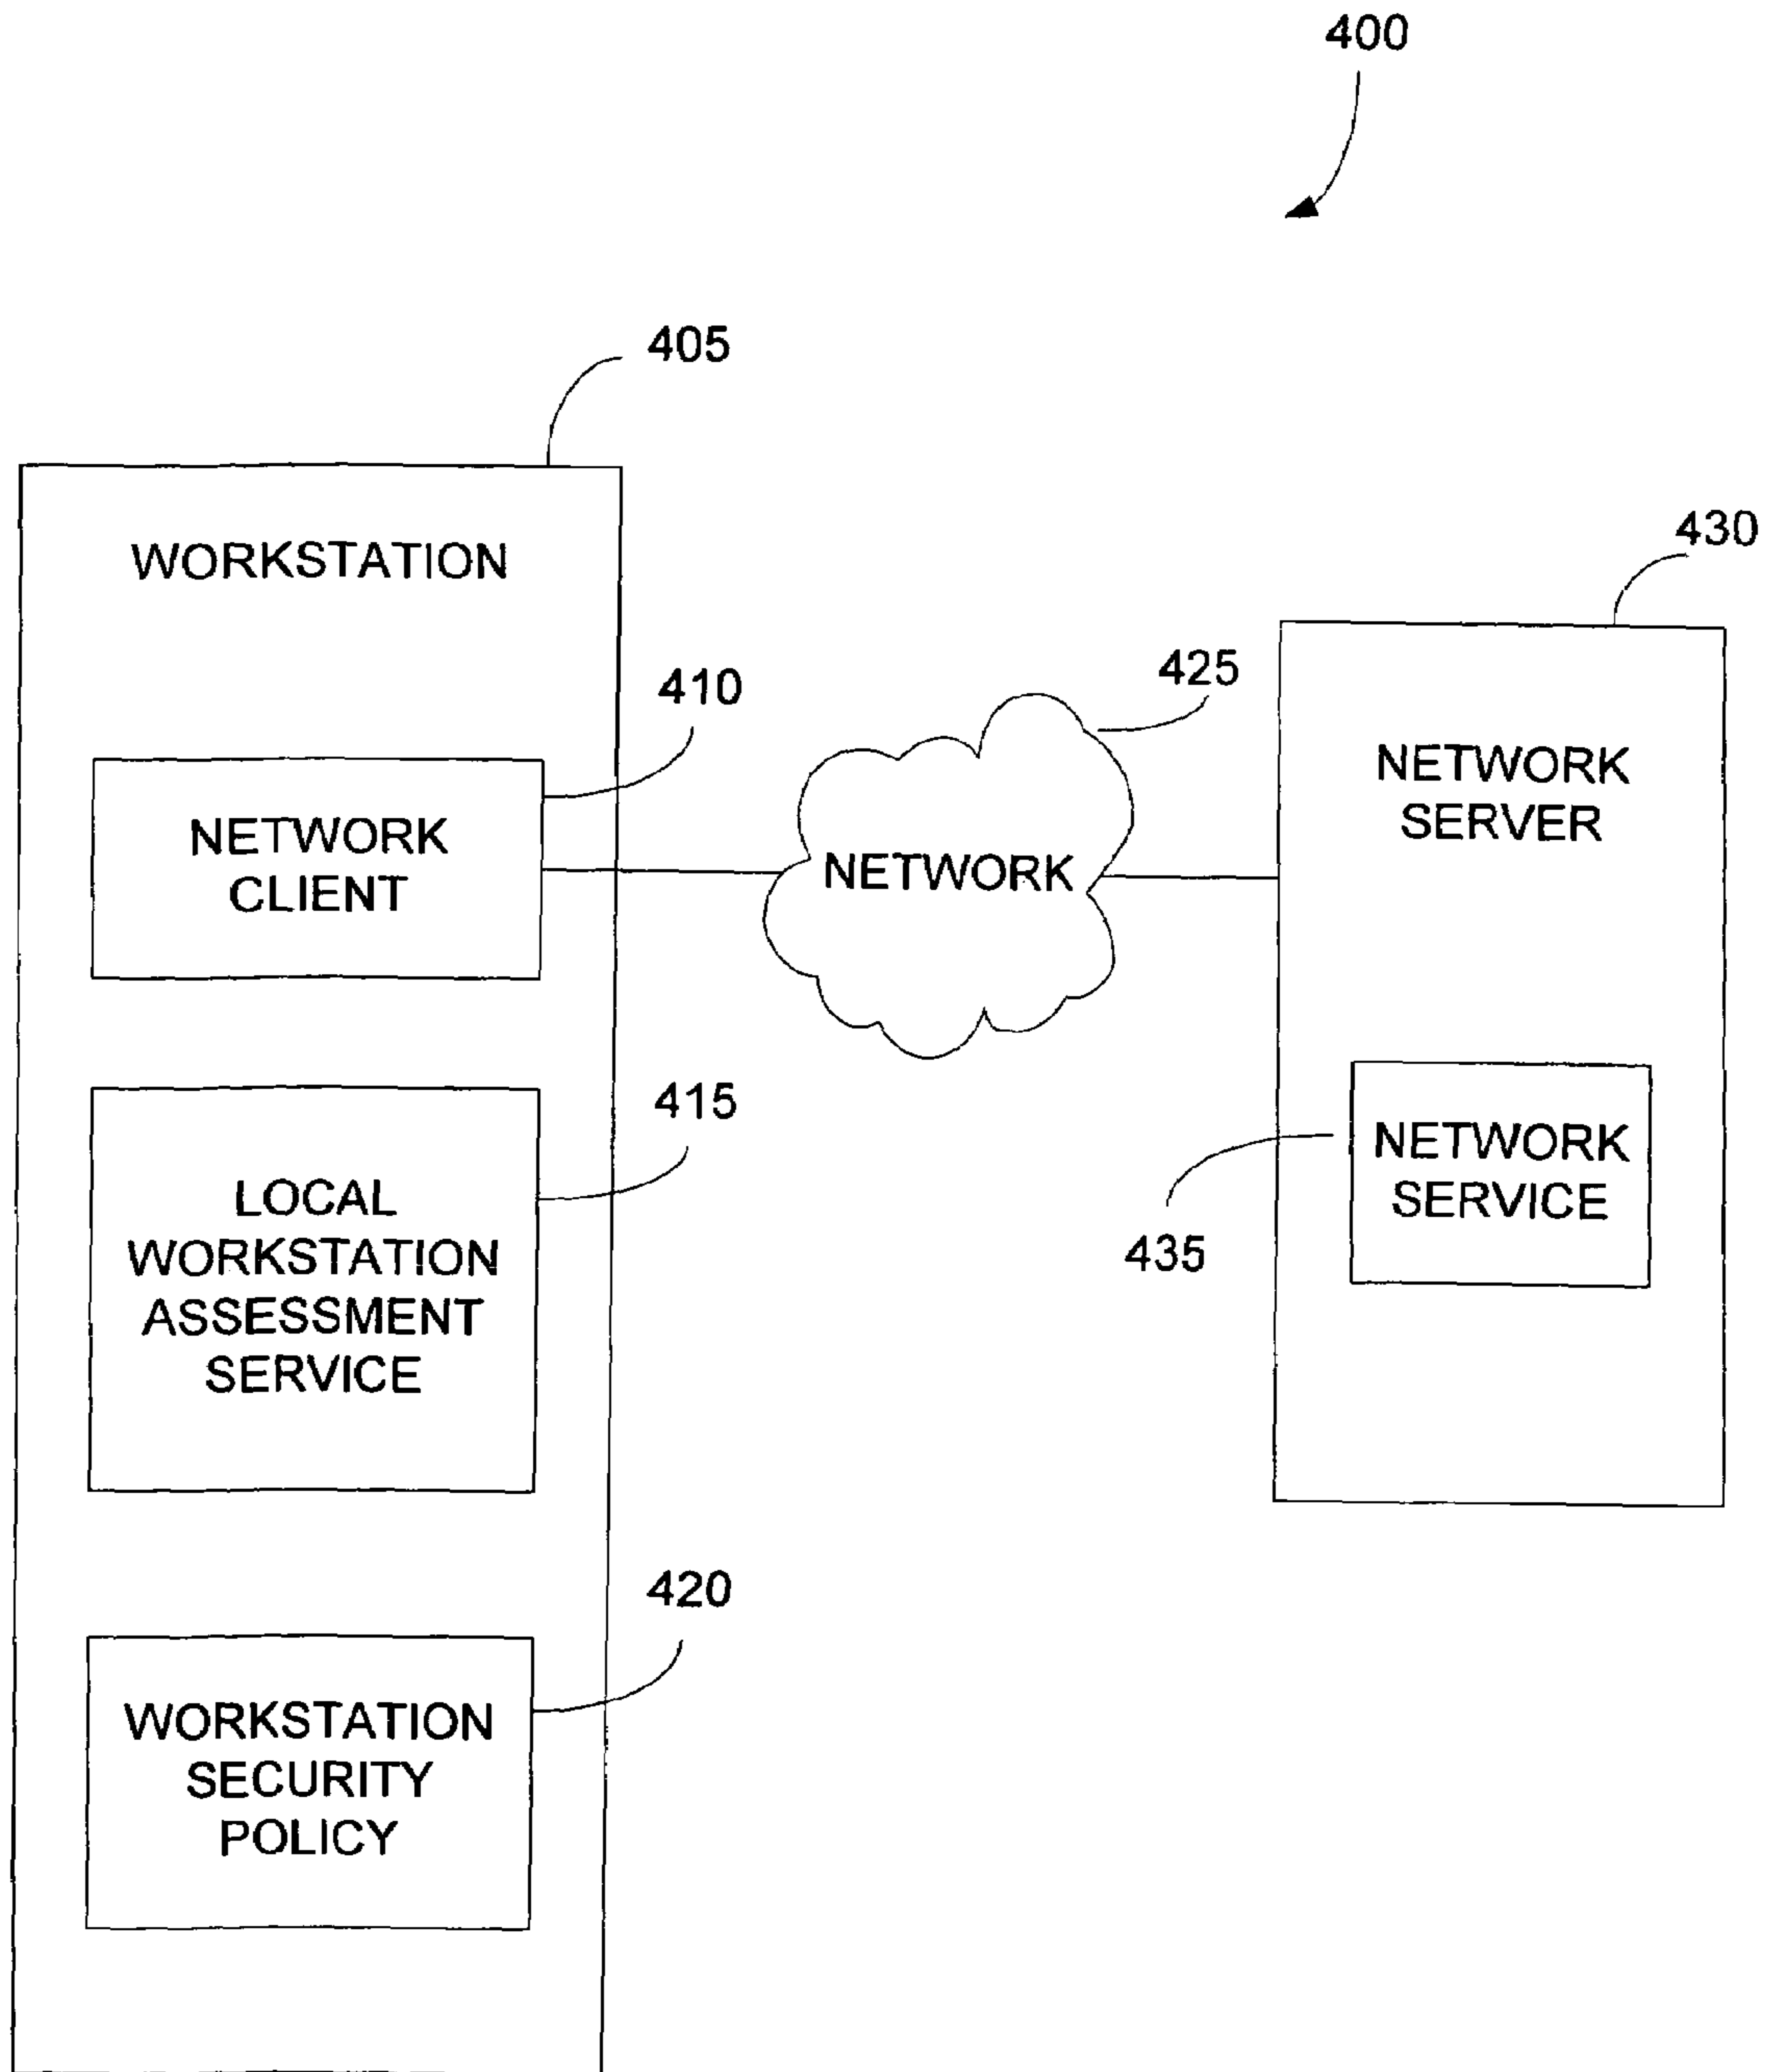 400
405
WORKSTATION
430
410
425
NETWORK
SERVER
NETWORK
CLIENT
NETWORK
415
LOCAL
WORKSTATION
ASSESSMENT
SERVICE
NETWORK
SERVICE
435
420
WORKSTATION
SECURITY
POLICY